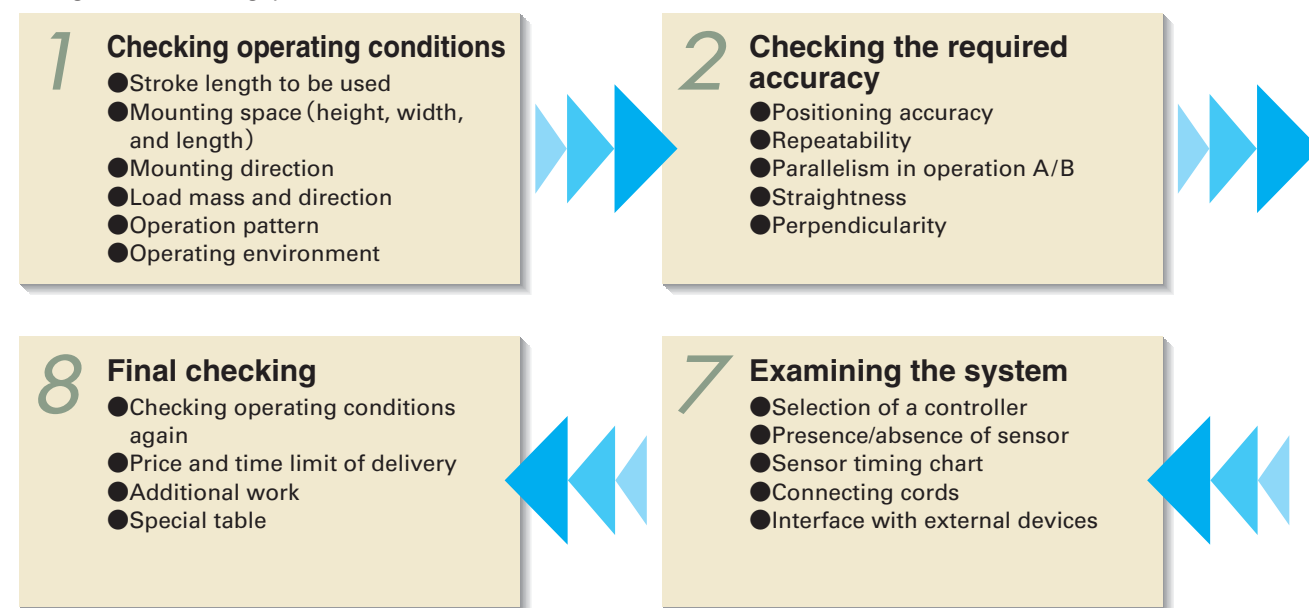 1
Checking operating conditions
●Stroke length to be used
●Mounting space（height, width,
and length）
●Mounting direction
●Load mass and direction
●Operation pattern
●Operating environment
2
Checking the required
accuracy
●Positioning accuracy
●Repeatability
●Parallelism in operation A/B
●Straightness
●Perpendicularity
8
Final checking
●Checking operating conditions
again
●Price and time limit of delivery
●Additional work
●Special table
7
Examining the system
●Selection of a controller
●Presence/absence of sensor
●Sensor timing chart
●Connecting cords
●Interface with external devices